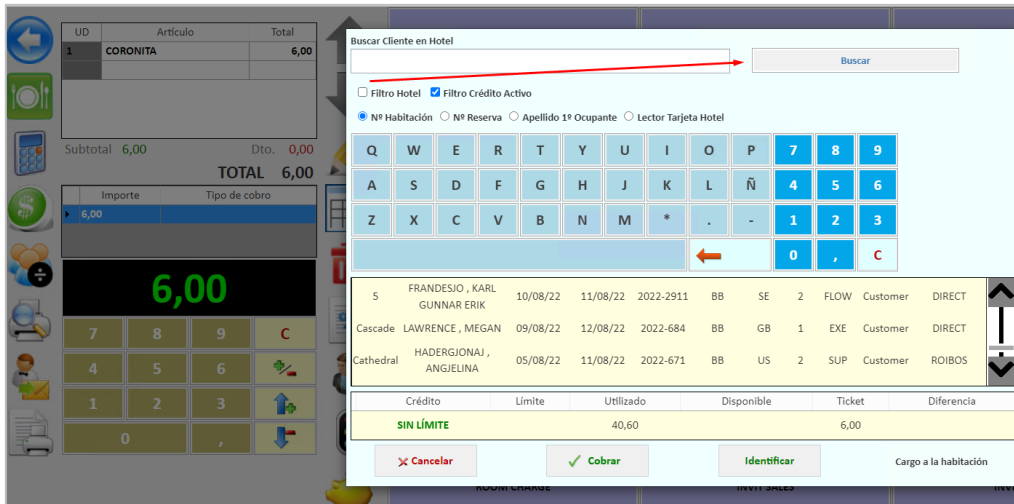 UD Artículo Total
1 CORONITA 6,00
Subtotal 6,00 Dto. 0,00
TOTAL 6,00
Importe Tipo de cobro
6,00
6,00
7 8 9 C
4 5 6
1 2 3
0 ,
Buscar Cliente en Hotel
Buscar
Filtro Hotel Filtro Crédito Activo
Nº Habitación Nº Reserva Apellido 1º Ocupante Lector Tarjeta Hotel
Q W E R T Y U I O P 7 8 9
A S D F G H J K L Ñ 4 5 6
Z X C V B N M * . - 1 2 3
0 , C
5 FRANDESJO , KARL GUNNAR ERIK 10/08/22 11/08/22 2022-2911 BB SE 2 FLOW Customer DIRECT
Cascade LAWRENCE , MEGAN 09/08/22 12/08/22 2022-684 BB GB 1 EXE Customer DIRECT
Cathedral HADERGJONAJ , ANGJELINA 05/08/22 11/08/22 2022-671 BB US 2 SUP Customer ROIBOS
Crédito Límite Utilizado Disponible Ticket Diferencia
SIN LÍMITE 40,60 6,00
Cancelar Cobrar Identificar Cargo a la habitación
ROOM CHARGE INVIT SALES